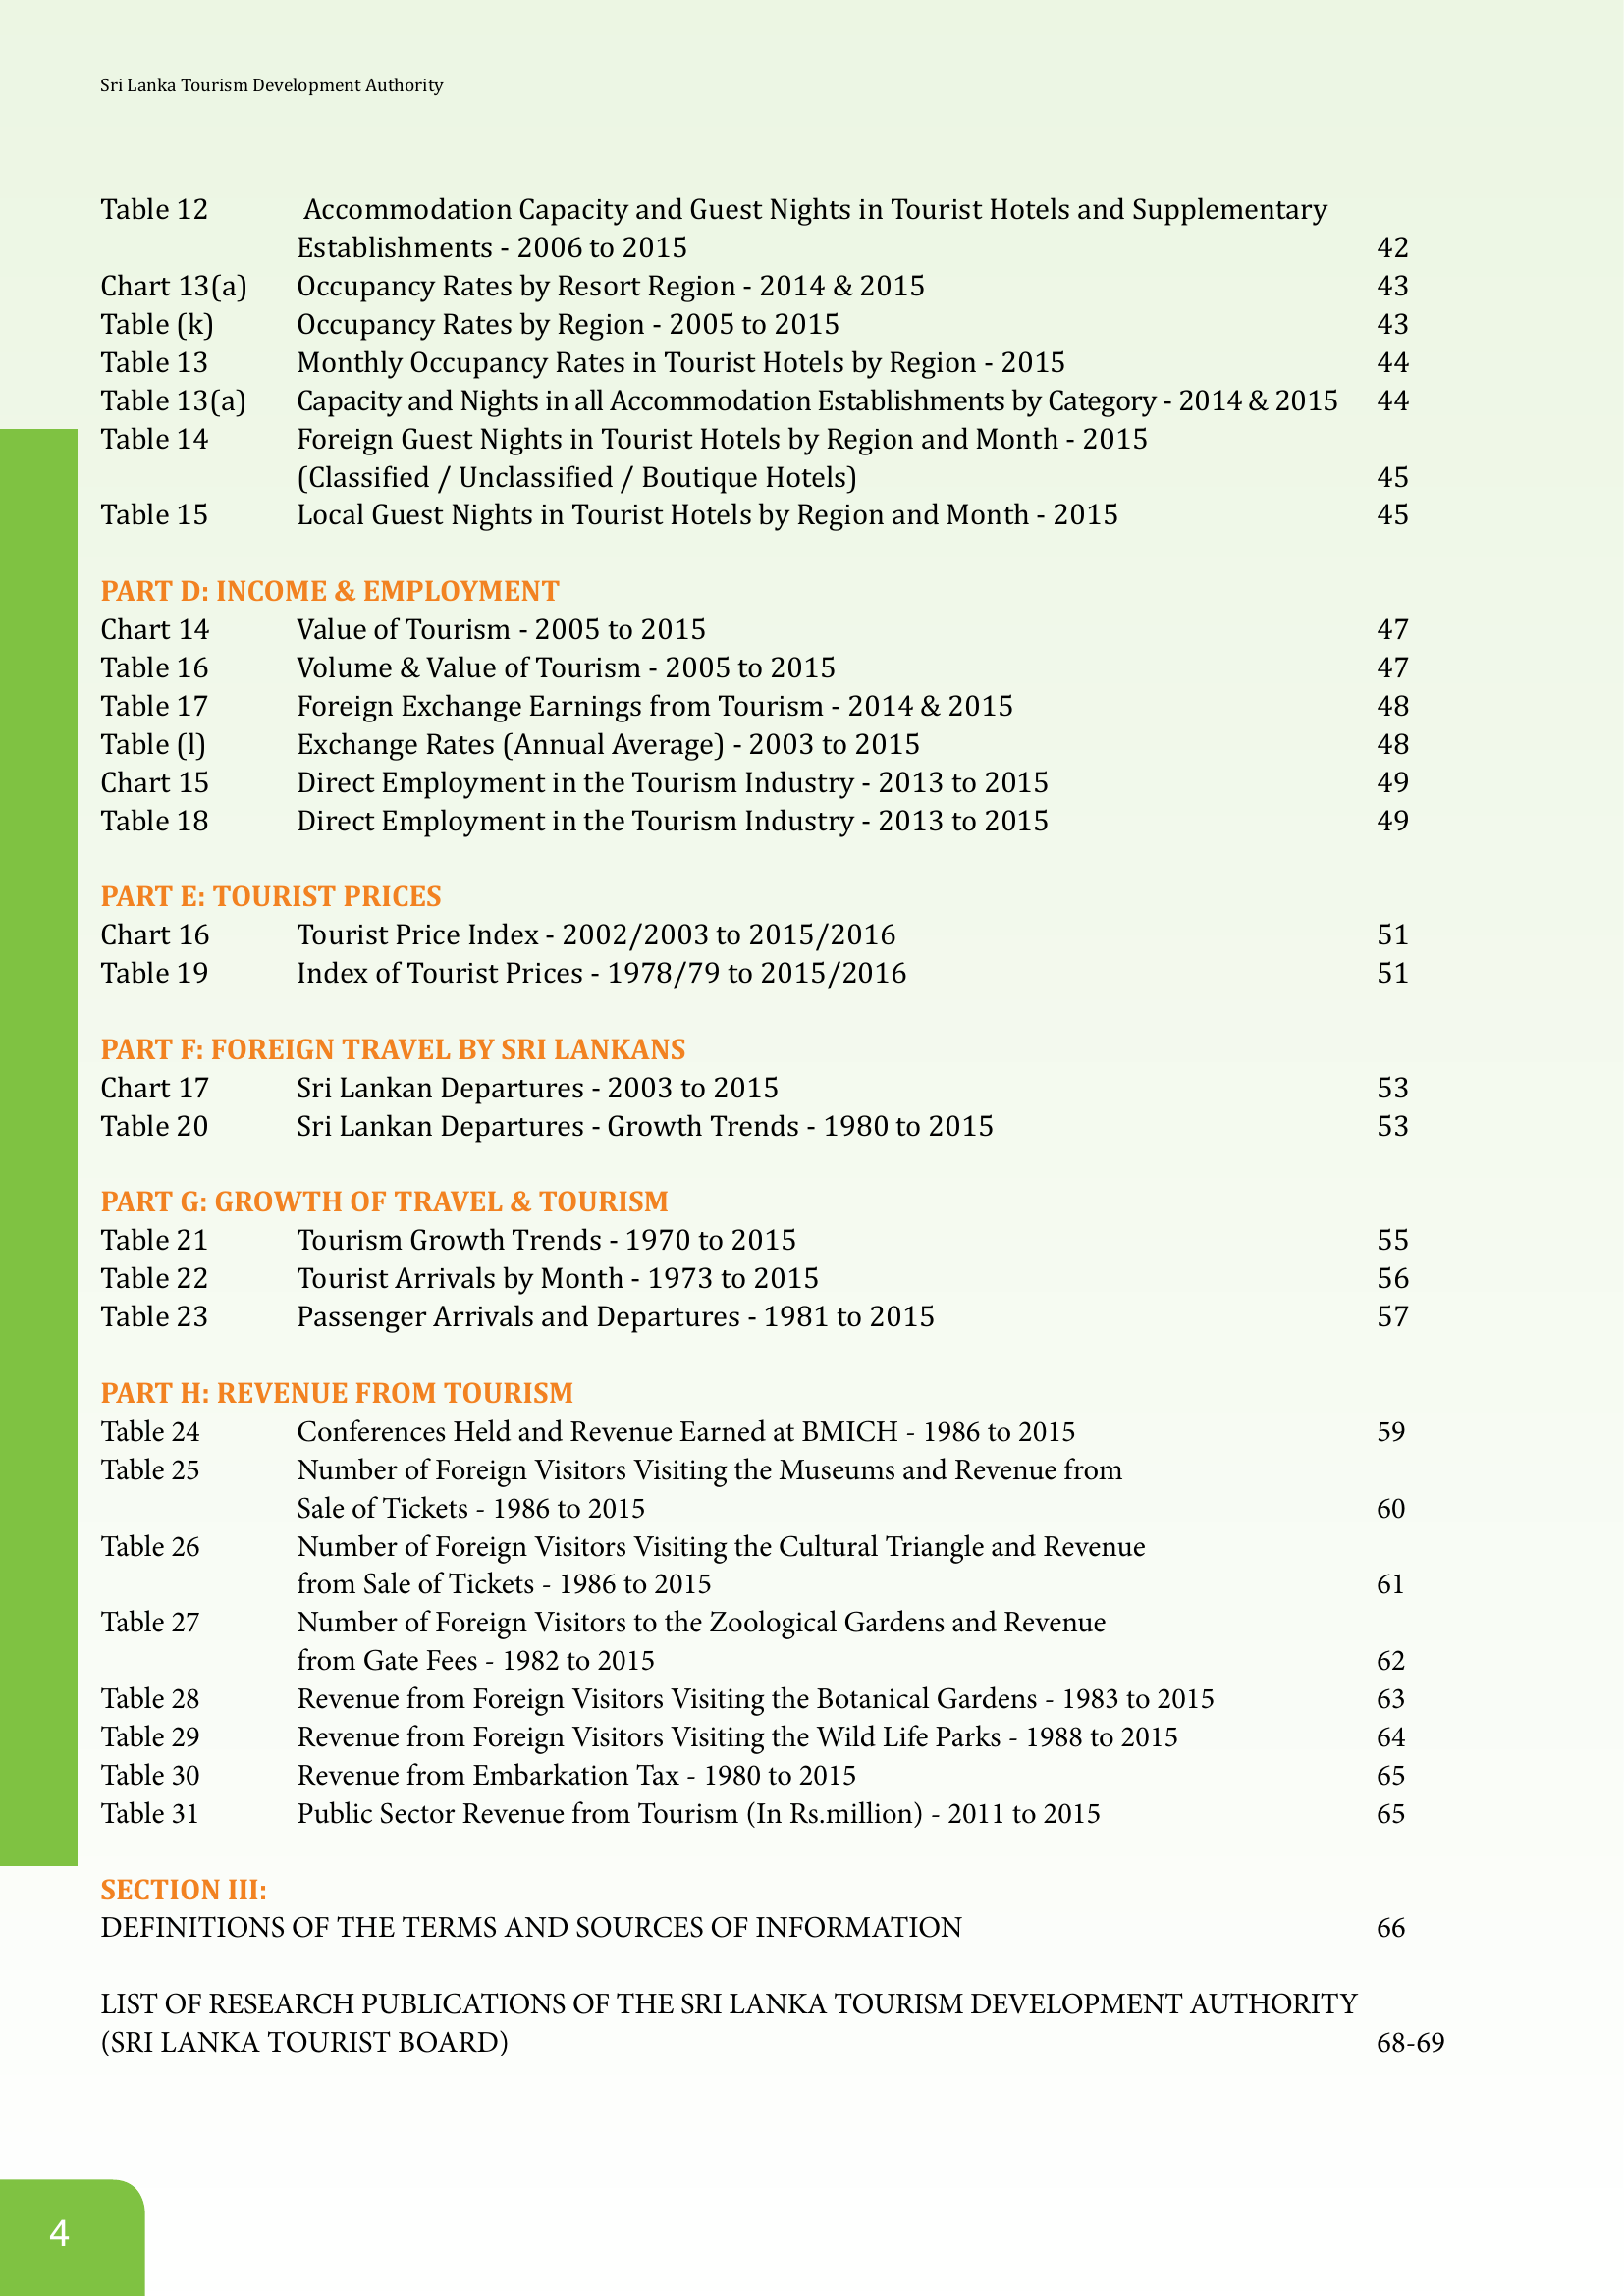 Sri Lanka Tourism Development Authority
Table 12 Accommodation Capacity and Guest Nights in Tourist Hotels and Supplementary
Establishments - 2006 to 2015 42
Chart 13(a) Occupancy Rates by Resort Region - 2014 & 2015 43
Table (k) Occupancy Rates by Region - 2005 to 2015 43
Table 13 Monthly Occupancy Rates in Tourist Hotels by Region - 2015 44
Table 13(a) Capacity and Nights in all Accommodation Establishments by Category - 2014 & 2015 44
Table 14 Foreign Guest Nights in Tourist Hotels by Region and Month - 2015
(Classified / Unclassified / Boutique Hotels) 45
Table 15 Local Guest Nights in Tourist Hotels by Region and Month - 2015 45
PART D: INCOME & EMPLOYMENT
Chart 14 Value of Tourism - 2005 to 2015 47
Table 16 Volume & Value of Tourism - 2005 to 2015 47
Table 17 Foreign Exchange Earnings from Tourism - 2014 & 2015 48
Table (l) Exchange Rates (Annual Average) - 2003 to 2015 48
Chart 15 Direct Employment in the Tourism Industry - 2013 to 2015 49
Table 18 Direct Employment in the Tourism Industry - 2013 to 2015 49
PART E: TOURIST PRICES
Chart 16 Tourist Price Index - 2002/2003 to 2015/2016 51
Table 19 Index of Tourist Prices - 1978/79 to 2015/2016 51
PART F: FOREIGN TRAVEL BY SRI LANKANS
Chart 17 Sri Lankan Departures - 2003 to 2015 53
Table 20 Sri Lankan Departures - Growth Trends - 1980 to 2015 53
PART G: GROWTH OF TRAVEL & TOURISM
Table 21 Tourism Growth Trends - 1970 to 2015 55
Table 22 Tourist Arrivals by Month - 1973 to 2015 56
Table 23 Passenger Arrivals and Departures - 1981 to 2015 57
PART H: REVENUE FROM TOURISM
Table 24 Conferences Held and Revenue Earned at BMICH - 1986 to 2015 59
Table 25 Number of Foreign Visitors Visiting the Museums and Revenue from
Sale of Tickets - 1986 to 2015 60
Table 26 Number of Foreign Visitors Visiting the Cultural Triangle and Revenue
from Sale of Tickets - 1986 to 2015 61
Table 27 Number of Foreign Visitors to the Zoological Gardens and Revenue
from Gate Fees - 1982 to 2015 62
Table 28 Revenue from Foreign Visitors Visiting the Botanical Gardens - 1983 to 2015 63
Table 29 Revenue from Foreign Visitors Visiting the Wild Life Parks - 1988 to 2015 64
Table 30 Revenue from Embarkation Tax - 1980 to 2015 65
Table 31 Public Sector Revenue from Tourism (In Rs.million) - 2011 to 2015 65
SECTION III:
DEFINITIONS OF THE TERMS AND SOURCES OF INFORMATION 66
LIST OF RESEARCH PUBLICATIONS OF THE SRI LANKA TOURISM DEVELOPMENT AUTHORITY
(SRI LANKA TOURIST BOARD) 68-69
4